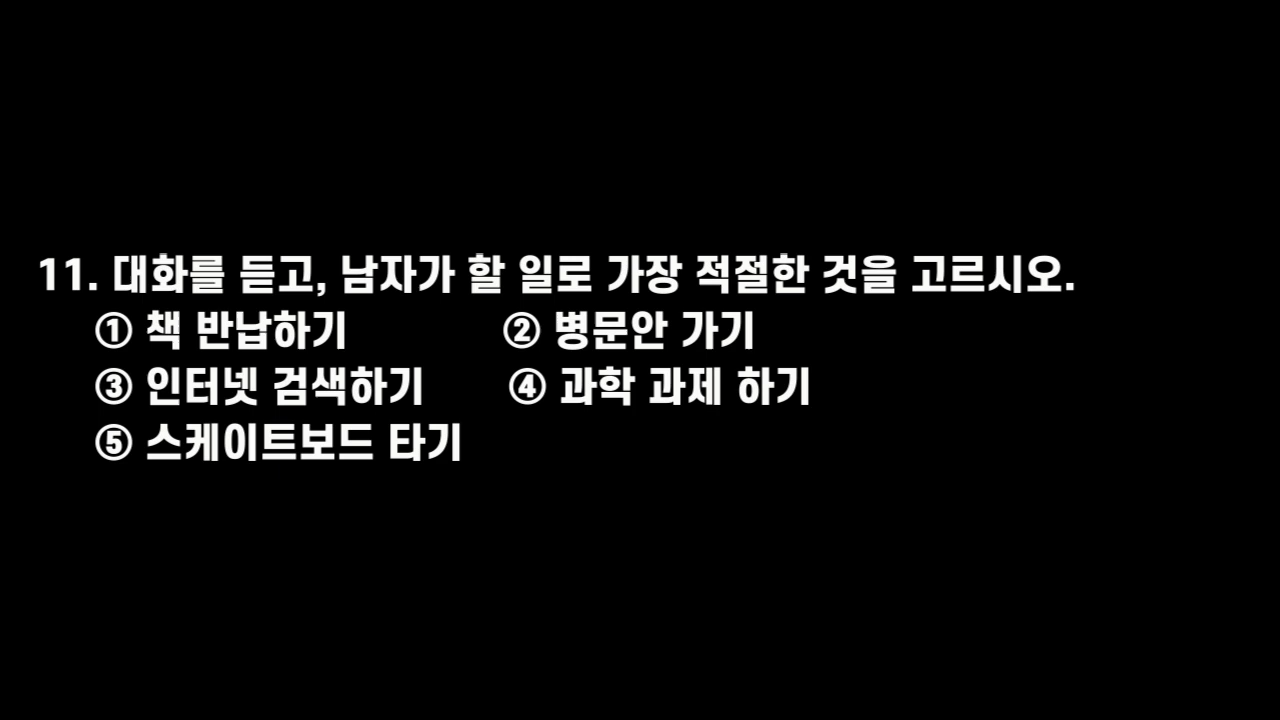 11. 대화를 듣고, 남자가 할 일로 가장 적절한 것을 고르시오.
① 책 반납하기 ② 병문안 가기
③ 인터넷 검색하기 ④ 과학 과제 하기
⑤ 스케이트보드 타기